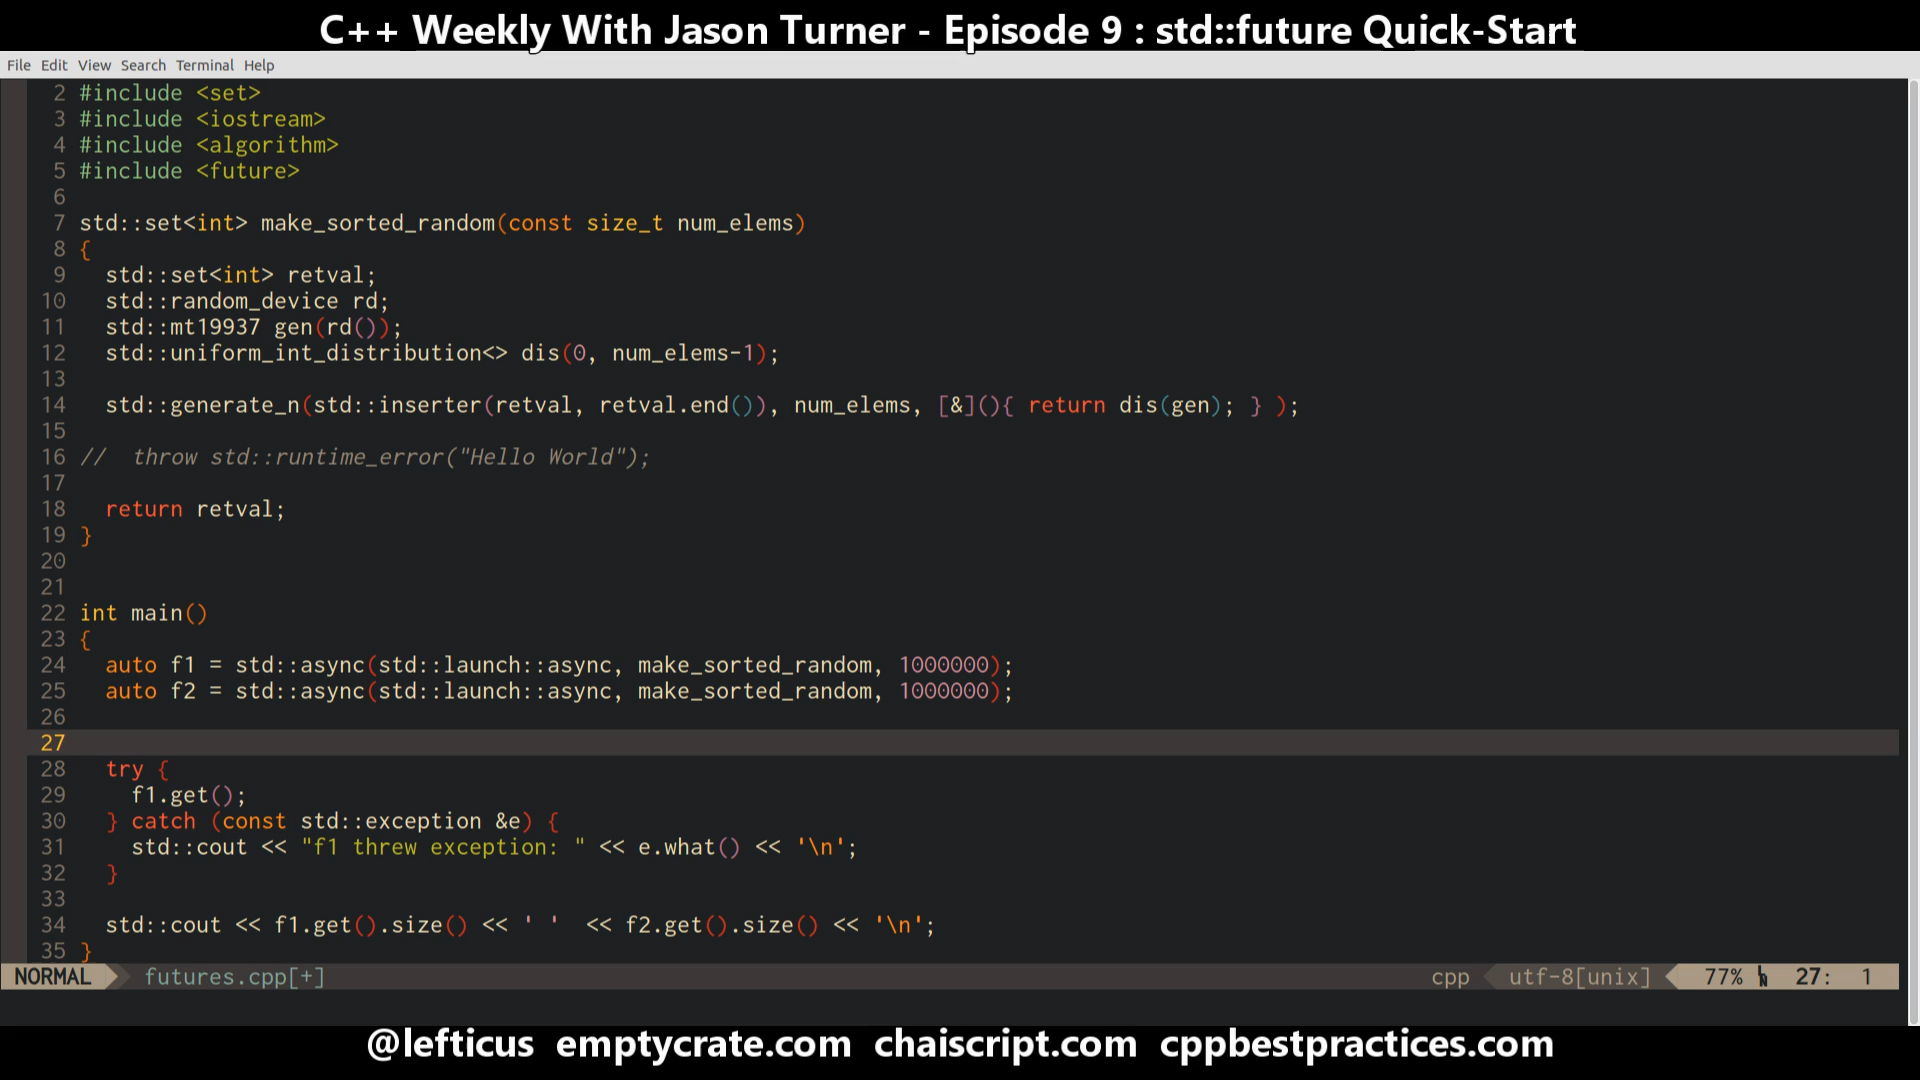 C++ Weekly With Jason Turner - Episode 9 : std::future Quick-Start
File Edit View Search Terminal Help
2 #include <set>
3 #include <iostream>
4 #include <algorithm>
5 #include <future>
6
7 std::set<int> make_sorted_random(const size_t num_elems)
8 {
9   std::set<int> retval;
10   std::random_device rd;
11   std::mt19937 gen(rd());
12   std::uniform_int_distribution<> dis(0, num_elems-1);
13
14   std::generate_n(std::inserter(retval, retval.end()), num_elems, [&](){ return dis(gen); } );
15
16 //  throw std::runtime_error("Hello World");
17
18   return retval;
19 }
20
21
22 int main()
23 {
24   auto f1 = std::async(std::launch::async, make_sorted_random, 1000000);
25   auto f2 = std::async(std::launch::async, make_sorted_random, 1000000);
26
27
28   try {
29     f1.get();
30   } catch (const std::exception &e) {
31     std::cout << "f1 threw exception: " << e.what() << '\n';
32   }
33
34   std::cout << f1.get().size() << ' '  << f2.get().size() << '\n';
35 }
NORMAL futures.cpp[+] cpp utf-8[unix] 77% 27: 1
@lefticus emptycrate.com chaiscript.com cppbestpractices.com